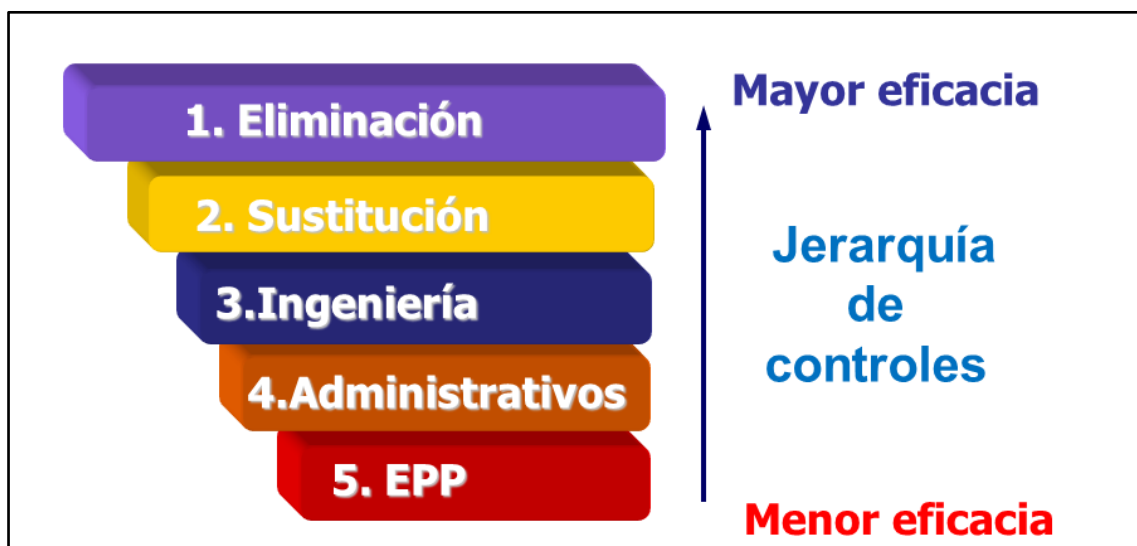 1. Eliminación
2. Sustitución
3.Ingeniería
4.Administrativos
5. EPP
Mayor eficacia
Jerarquía
de
controles
Menor eficacia